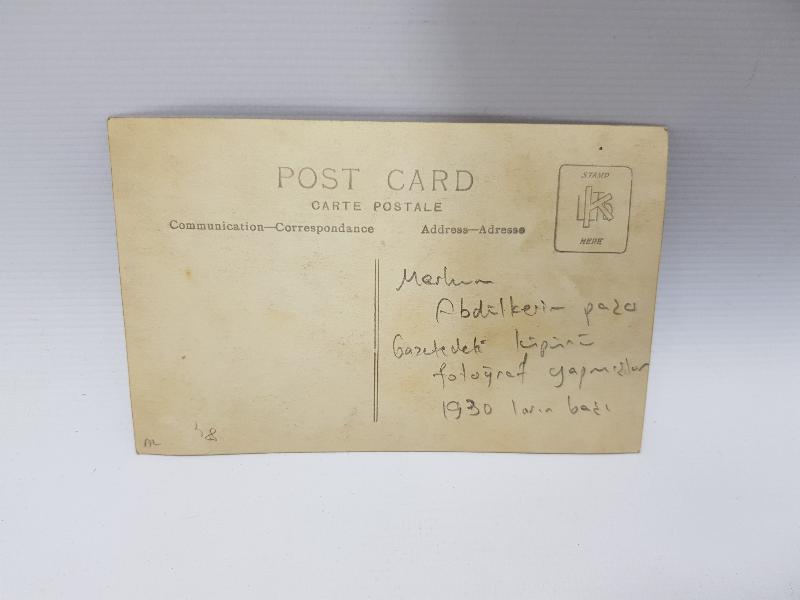 POST CARD
CARTE POSTALE
Communication—Correspondance
Address—Adresse
STAMP
HERE
Merhum
Abdülkerim paşa
Gazetedeki küpürü
fotoğraf yapmışlar
1930 ların başı